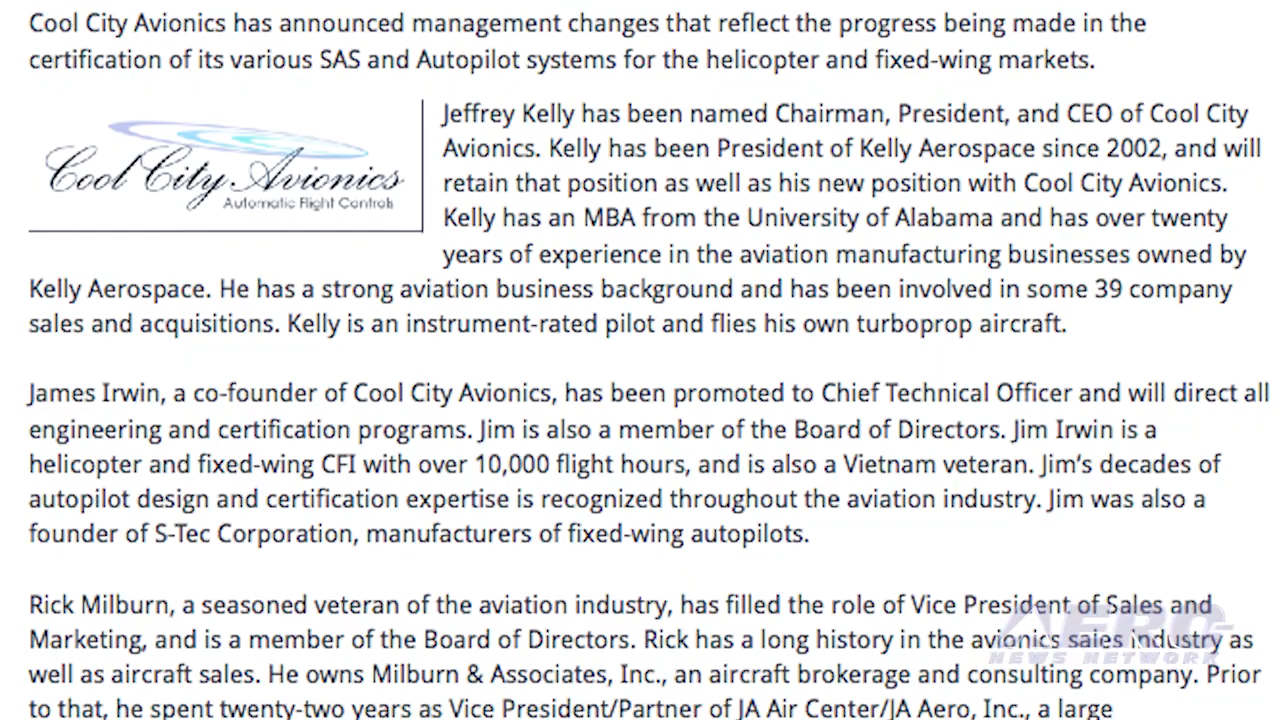 Cool City Avionics has announced management changes that reflect the progress being made in the
certification of its various SAS and Autopilot systems for the helicopter and fixed-wing markets.
Cool City Avionics
Automatic Flight Controls
Jeffrey Kelly has been named Chairman, President, and CEO of Cool City
Avionics. Kelly has been President of Kelly Aerospace since 2002, and will
retain that position as well as his new position with Cool City Avionics.
Kelly has an MBA from the University of Alabama and has over twenty
years of experience in the aviation manufacturing businesses owned by
Kelly Aerospace. He has a strong aviation business background and has been involved in some 39 company
sales and acquisitions. Kelly is an instrument-rated pilot and flies his own turboprop aircraft.
James Irwin, a co-founder of Cool City Avionics, has been promoted to Chief Technical Officer and will direct all
engineering and certification programs. Jim is also a member of the Board of Directors. Jim Irwin is a
helicopter and fixed-wing CFI with over 10,000 flight hours, and is also a Vietnam veteran. Jim's decades of
autopilot design and certification expertise is recognized throughout the aviation industry. Jim was also a
founder of S-Tec Corporation, manufacturers of fixed-wing autopilots.
Rick Milburn, a seasoned veteran of the aviation industry, has filled the role of Vice President of Sales and
Marketing, and is a member of the Board of Directors. Rick has a long history in the avionics sales industry as
well as aircraft sales. He owns Milburn & Associates, Inc., an aircraft brokerage and consulting company. Prior
to that, he spent twenty-two years as Vice President/Partner of JA Air Center/JA Aero, Inc., a large
AERO
NEWS NETWORK